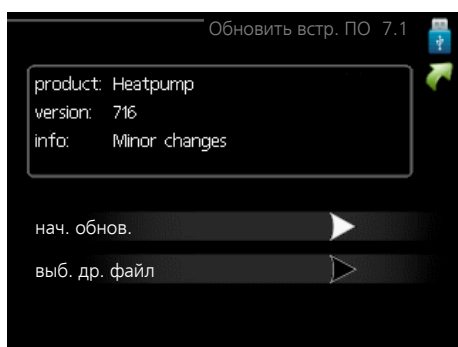 Обновить встр. ПО 7.1
product: Heatpump
version: 716
info: Minor changes
нач. обнов.
выб. др. файл